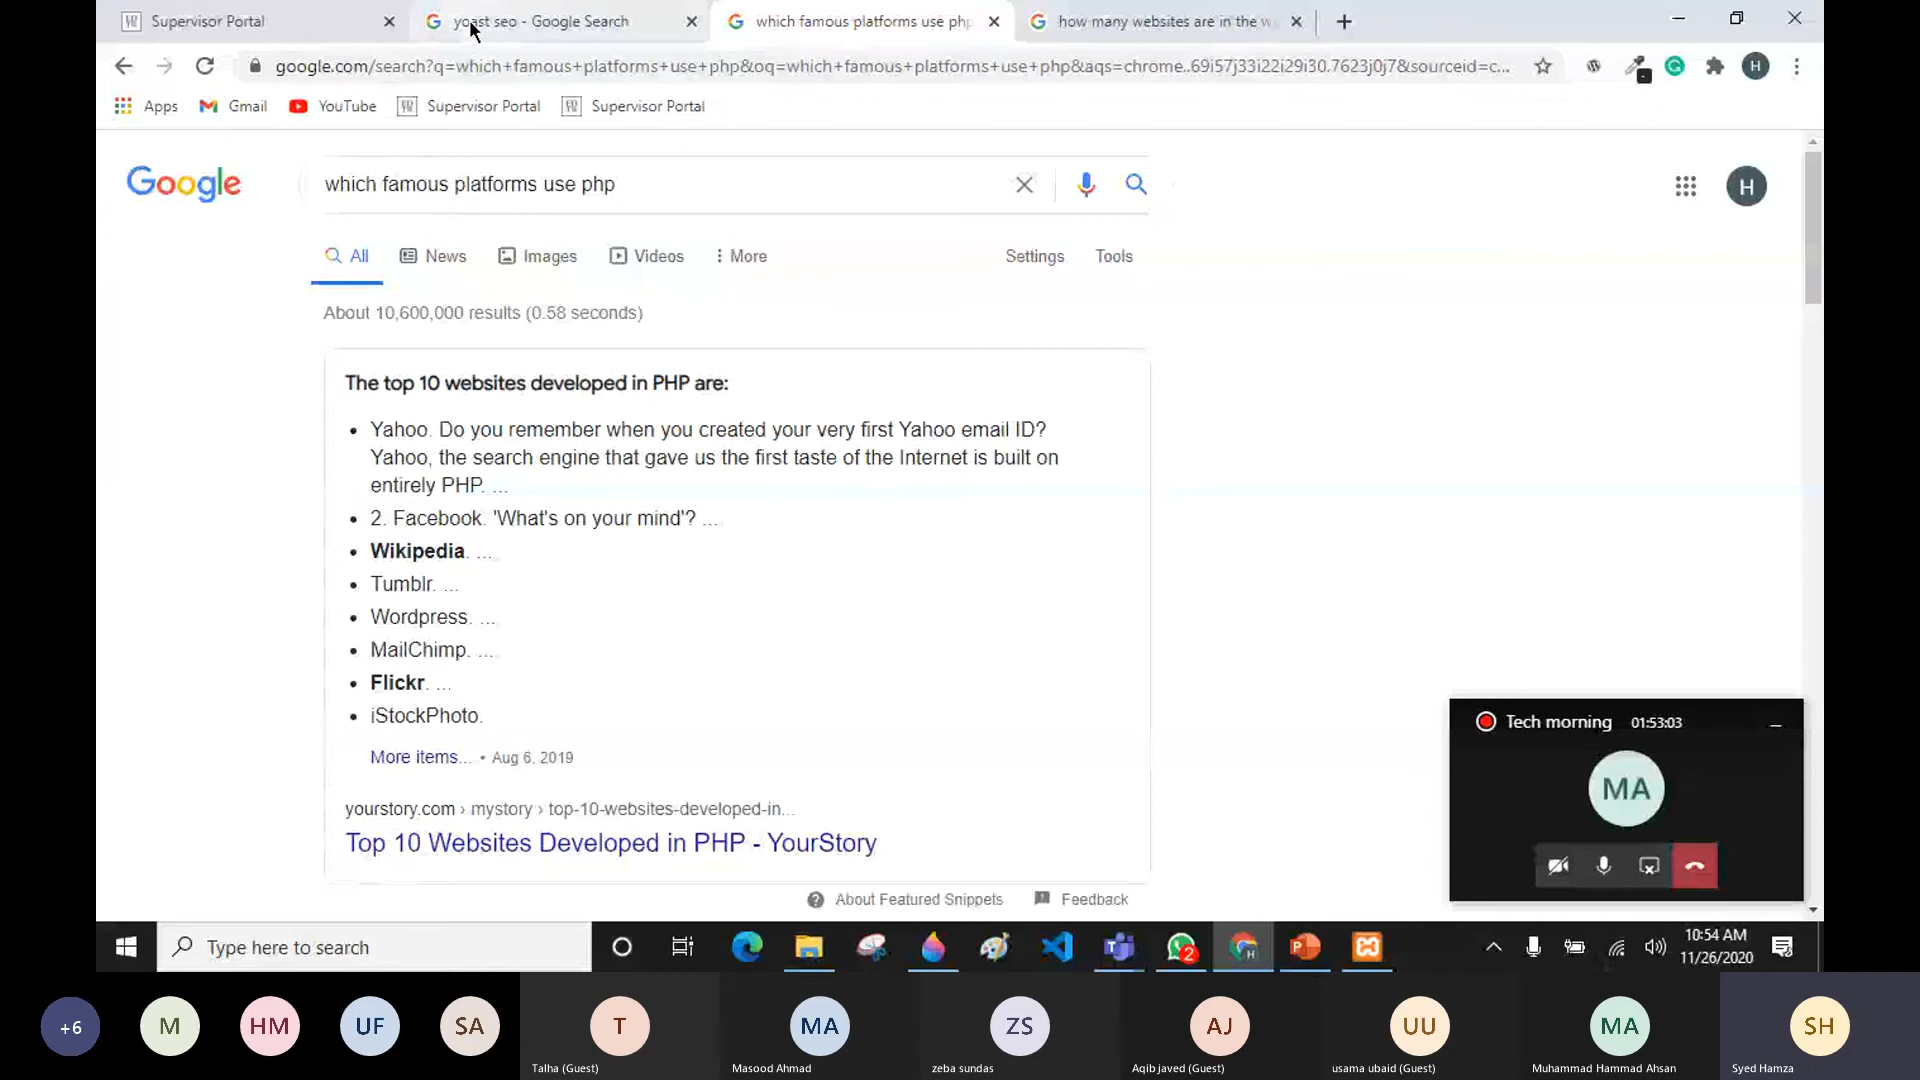 Supervisor Portal
yoast seo - Google Search
which famous platforms use php
how many websites are in the w
google.com/search?q=which+famous+platforms+use+php&oq=which+famous+platforms+use+php&aqs=chrome..69i57j33i22i29i30.7623j0j7&sourceid=c...
H
Apps
Gmail
YouTube
Supervisor Portal
Supervisor Portal
Google
which famous platforms use php
H
All
News
Images
Videos
More
Settings
Tools
About 10,600,000 results (0.58 seconds)
The top 10 websites developed in PHP are:
Yahoo. Do you remember when you created your very first Yahoo email ID?
Yahoo, the search engine that gave us the first taste of the Internet is built on
entirely PHP. ...
2. Facebook. 'What's on your mind'? ...
Wikipedia. ...
Tumblr. ...
Wordpress. ...
MailChimp. ...
Flickr. ...
iStockPhoto.
More items... • Aug 6, 2019
yourstory.com › mystory › top-10-websites-developed-in...
Top 10 Websites Developed in PHP - YourStory
About Featured Snippets
Feedback
Tech morning 01:53:03
MA
Type here to search
2
H
10:54 AM
11/26/2020
+6
M
HM
UF
SA
T
Talha (Guest)
MA
Masood Ahmad
ZS
zeba sundas
AJ
Aqib javed (Guest)
UU
usama ubaid (Guest)
MA
Muhammad Hammad Ahsan
SH
Syed Hamza